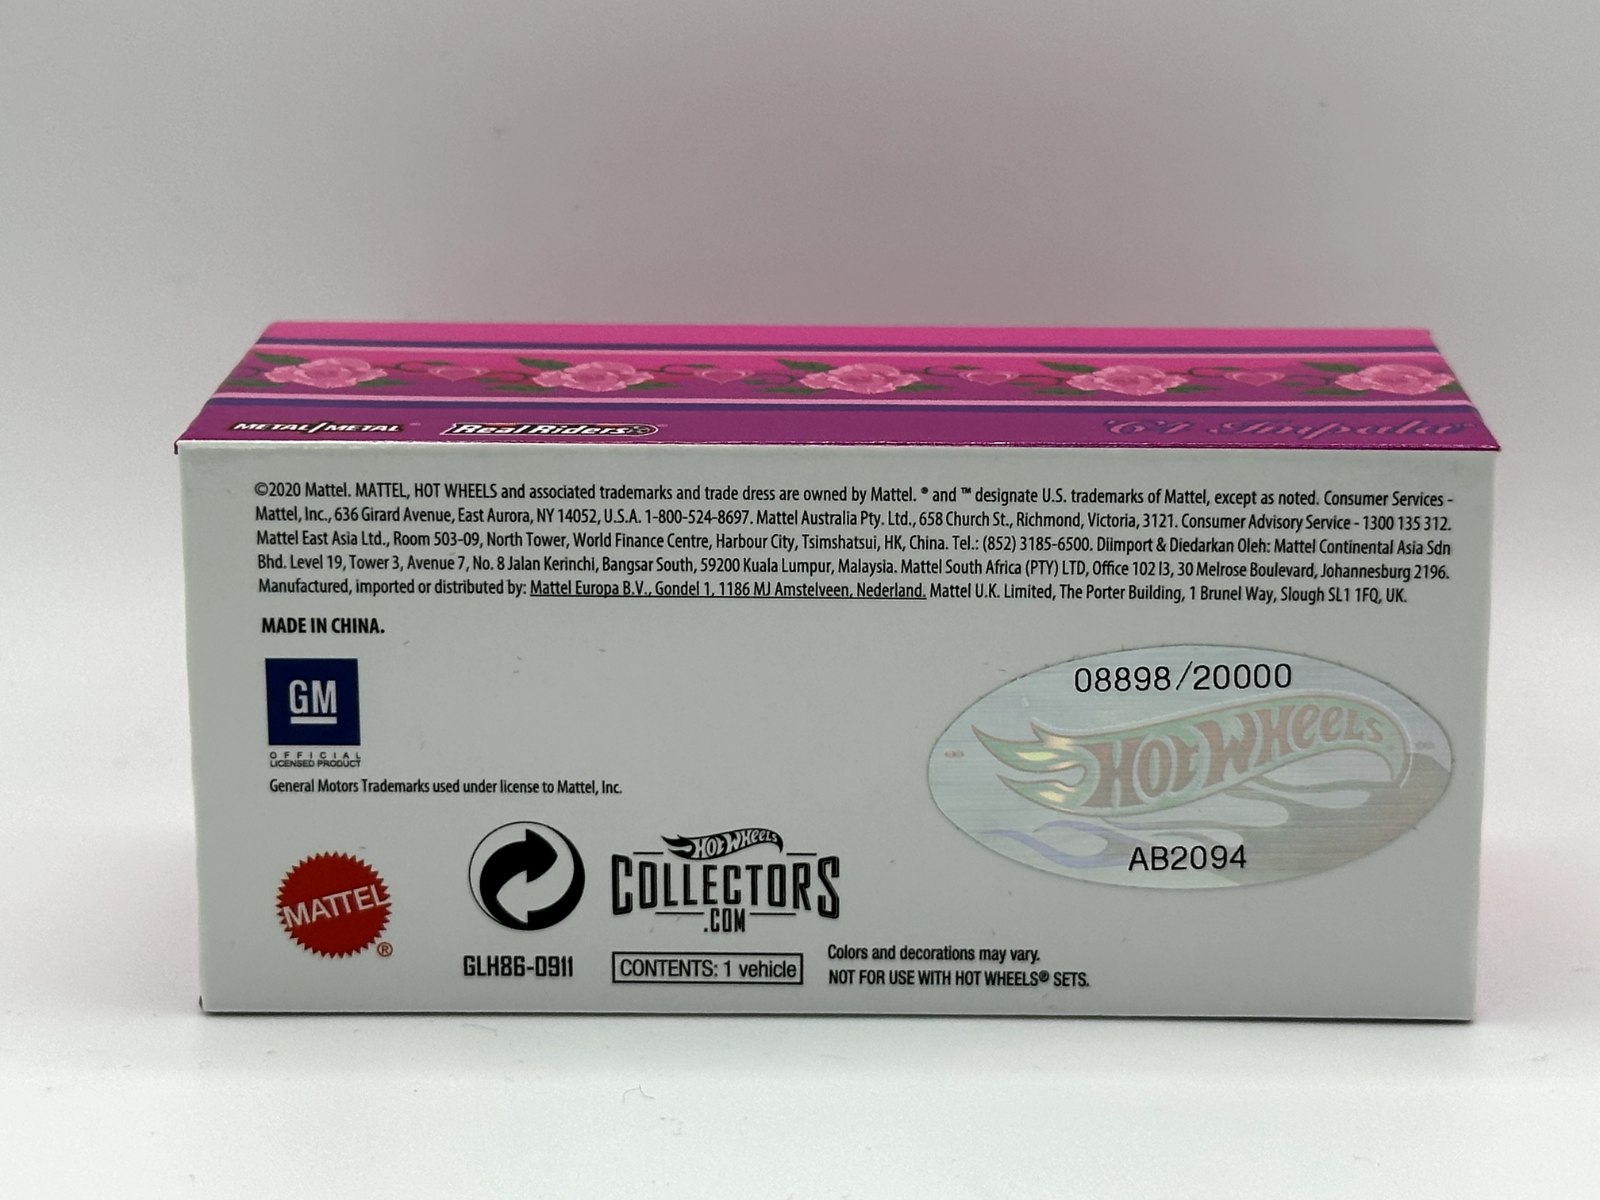 METAL/METAL®
Real Riders®
'64 Impala
©2020 Mattel. MATTEL, HOT WHEELS and associated trademarks and trade dress are owned by Mattel. ® and ™ designate U.S. trademarks of Mattel, except as noted. Consumer Services -
Mattel, Inc., 636 Girard Avenue, East Aurora, NY 14052, U.S.A. 1-800-524-8697. Mattel Australia Pty. Ltd., 658 Church St., Richmond, Victoria, 3121. Consumer Advisory Service - 1300 135 312.
Mattel East Asia Ltd., Room 503-09, North Tower, World Finance Centre, Harbour City, Tsimshatsui, HK, China. Tel.: (852) 3185-6500. Diimport & Diedarkan Oleh: Mattel Continental Asia Sdn
Bhd. Level 19, Tower 3, Avenue 7, No. 8 Jalan Kerinchi, Bangsar South, 59200 Kuala Lumpur, Malaysia. Mattel South Africa (PTY) LTD, Office 102 I3, 30 Melrose Boulevard, Johannesburg 2196.
Manufactured, imported or distributed by: Mattel Europa B.V., Gondel 1, 1186 MJ Amstelveen, Nederland. Mattel U.K. Limited, The Porter Building, 1 Brunel Way, Slough SL1 1FQ, UK.
MADE IN CHINA.
GM
OFFICIAL
LICENSED PRODUCT
General Motors Trademarks used under license to Mattel, Inc.
08898/20000
HOT WHEELS
AB2094
MATTEL
®
GLH86-0911
HOT WHEELS
COLLECTORS
.COM
CONTENTS: 1 vehicle
Colors and decorations may vary.
NOT FOR USE WITH HOT WHEELS® SETS.